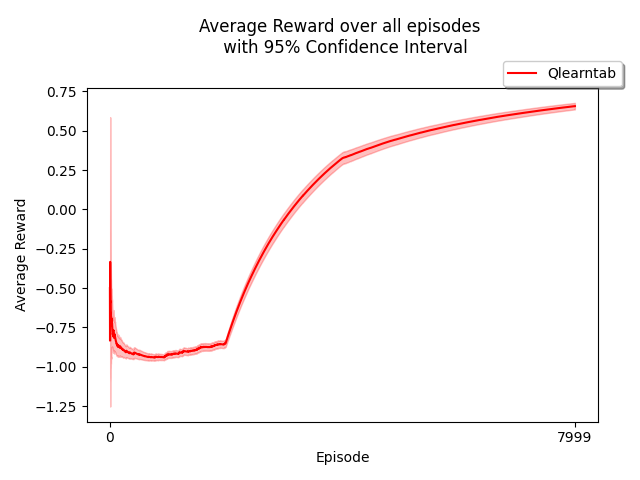 Average Reward over all episodes
with 95% Confidence Interval
Qlearntab
0.75
0.50
0.25
0.00
−0.25
−0.50
−0.75
−1.00
−1.25
Average Reward
0
7999
Episode